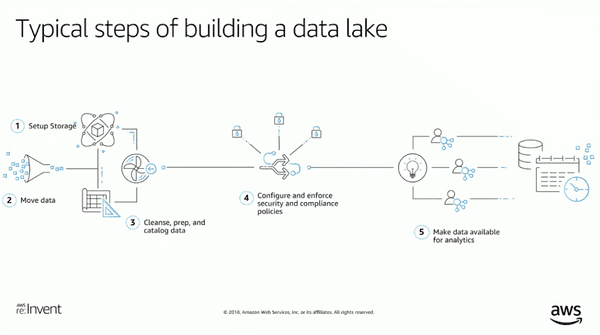 Typical steps of building a data lake
1 Setup Storage
2 Move data
3 Cleanse, prep, and
catalog data
4 Configure and enforce
security and compliance
policies
5 Make data available
for analytics
AWS
re:Invent
© 2018, Amazon Web Services, Inc. or its affiliates. All rights reserved.
aws